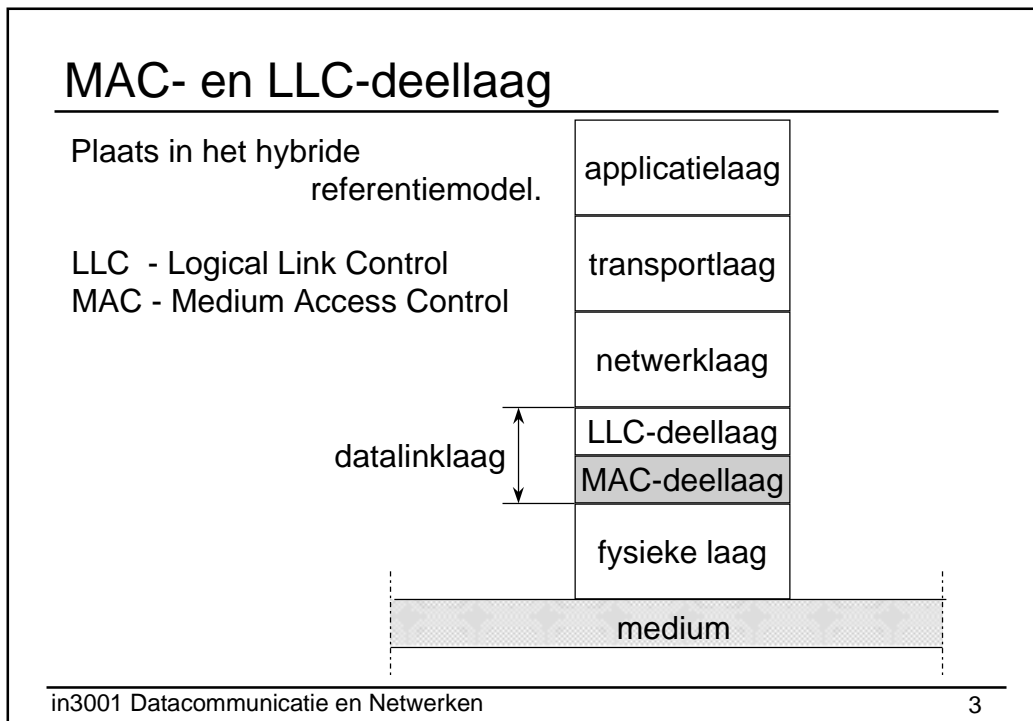 MAC- en LLC-deellaag
Plaats in het hybride
referentiemodel.
LLC - Logical Link Control
MAC - Medium Access Control
applicatielaag
transportlaag
netwerklaag
LLC-deellaag
datalinklaag
MAC-deellaag
fysieke laag
medium
in3001 Datacommunicatie en Netwerken
3